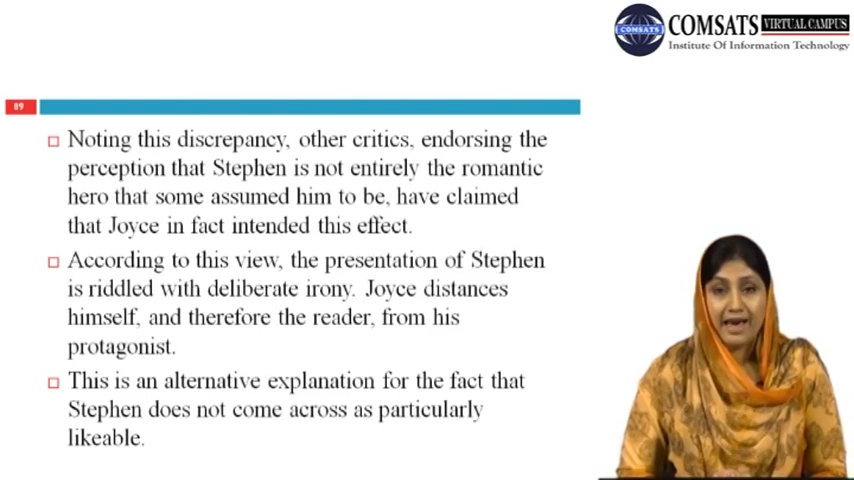 COMSATS
COMSATS VIRTUAL CAMPUS
Institute Of Information Technology
89
Noting this discrepancy, other critics, endorsing the
perception that Stephen is not entirely the romantic
hero that some assumed him to be, have claimed
that Joyce in fact intended this effect.
According to this view, the presentation of Stephen
is riddled with deliberate irony. Joyce distances
himself, and therefore the reader, from his
protagonist.
This is an alternative explanation for the fact that
Stephen does not come across as particularly
likeable.